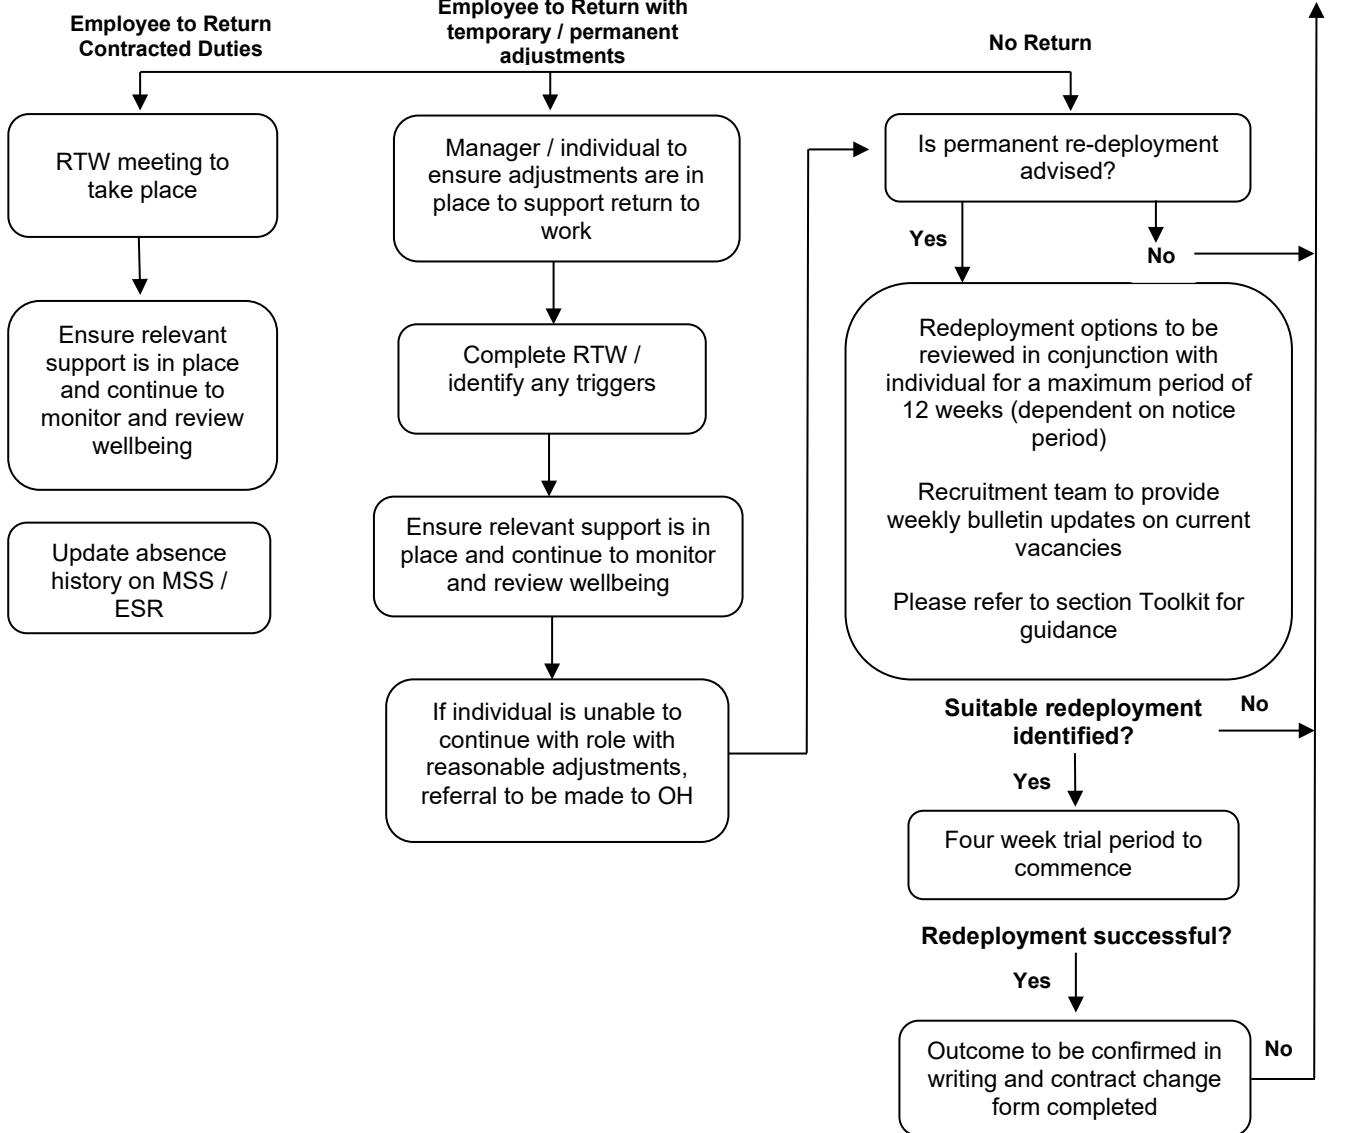 Employee to Return
Contracted Duties
RTW meeting to
take place
Ensure relevant
support is in place
and continue to
monitor and review
wellbeing
Update absence
history on MSS /
ESR
Employee to Return with
temporary / permanent
adjustments
Manager / individual to
ensure adjustments are in
place to support return to
work
Complete RTW /
identify any triggers
Ensure relevant support is in
place and continue to monitor
and review wellbeing
If individual is unable to
continue with role with
reasonable adjustments,
referral to be made to OH
No Return
Is permanent re-deployment
advised?
Yes
No
Redeployment options to be
reviewed in conjunction with
individual for a maximum period of
12 weeks (dependent on notice
period)
Recruitment team to provide
weekly bulletin updates on current
vacancies
Please refer to section Toolkit for
guidance
Suitable redeployment
identified?
No
Yes
Four week trial period to
commence
Redeployment successful?
Yes
Outcome to be confirmed in
writing and contract change
form completed
No